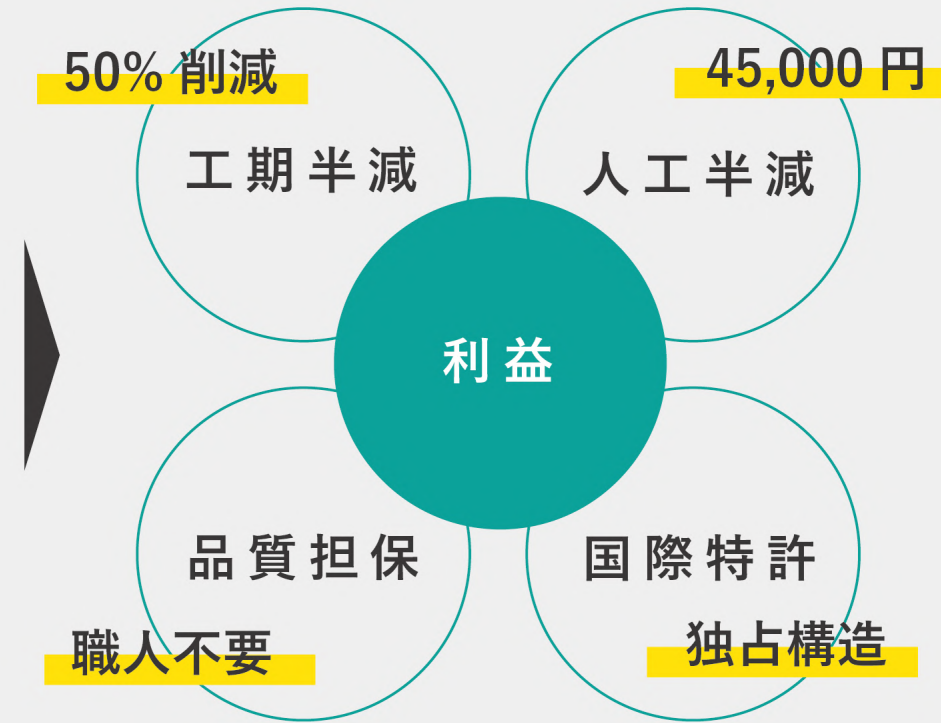 50% 削減
45,000 円
工期半減
人工半減
利益
品質担保
国際特許
職人不要
独占構造